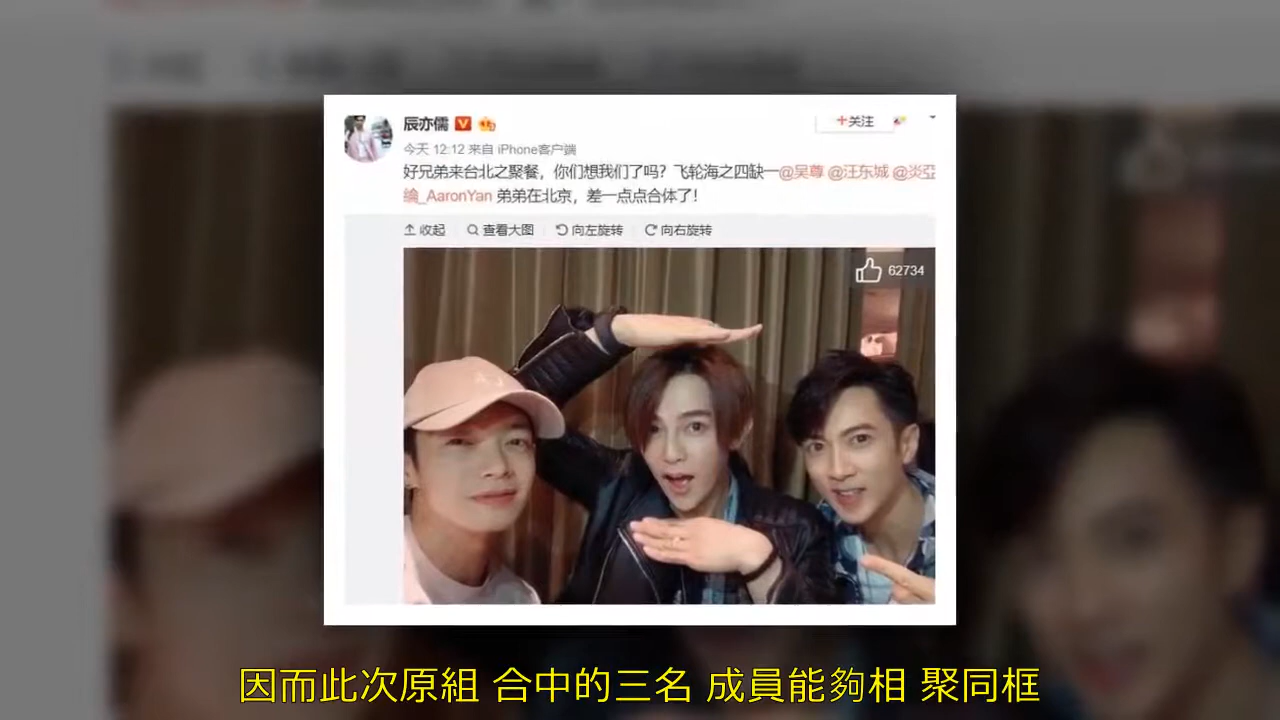 辰亦儒
+关注
今天 12:12 来自 iPhone客户端
好兄弟来台北之聚餐，你们想我们了吗？飞轮海之四缺一@吴尊 @汪东城 @炎亞
綸_AaronYan 弟弟在北京，差一点点合体了！
收起 查看大图 向左旋转 向右旋转
62734
因而此次原組 合中的三名 成員能夠相 聚同框